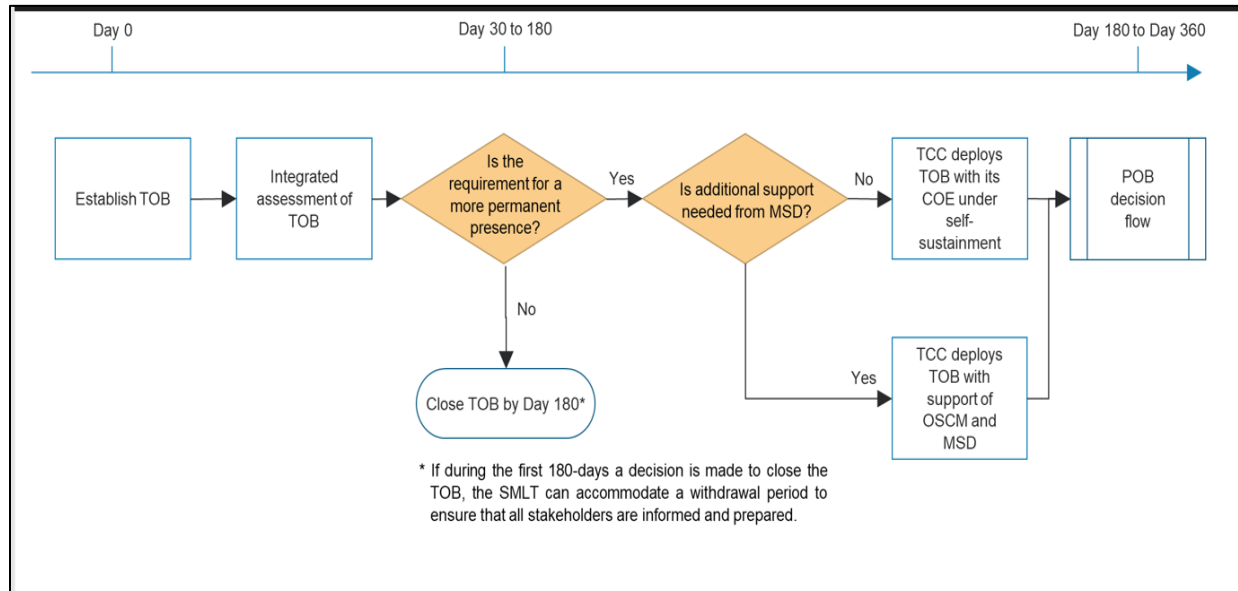 Day 0
Day 30 to 180
Day 180 to Day 360
Establish TOB
Integrated
assessment of
TOB
Is the
requirement for a
more permanent
presence?
Yes
Is additional support
needed from MSD?
No
TCC deploys
TOB with its
COE under
self-
sustainment
POB
decision
flow
No
Close TOB by Day 180*
Yes
TCC deploys
TOB with
support of
OSCM and
MSD
* If during the first 180-days a decision is made to close the
TOB, the SMLT can accommodate a withdrawal period to
ensure that all stakeholders are informed and prepared.